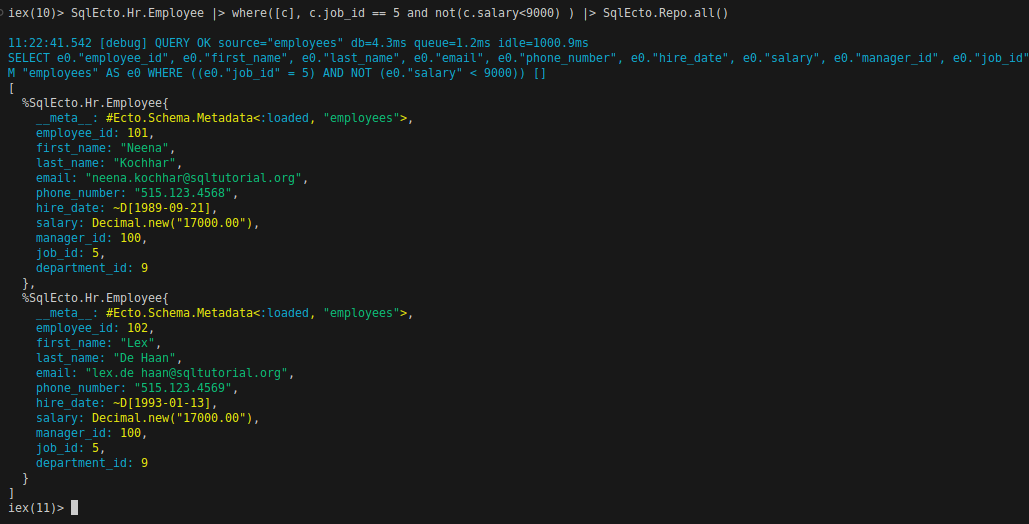 iex(10)> SqlEcto.Hr.Employee |> where([c], c.job_id == 5 and not(c.salary<9000) ) |> SqlEcto.Repo.all()
11:22:41.542 [debug] QUERY OK source="employees" db=4.3ms queue=1.2ms idle=1000.9ms
SELECT e0."employee_id", e0."first_name", e0."last_name", e0."email", e0."phone_number", e0."hire_date", e0."salary", e0."manager_id", e0."job_id"
M "employees" AS e0 WHERE ((e0."job_id" = 5) AND NOT (e0."salary" < 9000)) []
[
  %SqlEcto.Hr.Employee{
    __meta__: #Ecto.Schema.Metadata<:loaded, "employees">,
    employee_id: 101,
    first_name: "Neena",
    last_name: "Kochhar",
    email: "neena.kochhar@sqltutorial.org",
    phone_number: "515.123.4568",
    hire_date: ~D[1989-09-21],
    salary: Decimal.new("17000.00"),
    manager_id: 100,
    job_id: 5,
    department_id: 9
  },
  %SqlEcto.Hr.Employee{
    __meta__: #Ecto.Schema.Metadata<:loaded, "employees">,
    employee_id: 102,
    first_name: "Lex",
    last_name: "De Haan",
    email: "lex.de haan@sqltutorial.org",
    phone_number: "515.123.4569",
    hire_date: ~D[1993-01-13],
    salary: Decimal.new("17000.00"),
    manager_id: 100,
    job_id: 5,
    department_id: 9
  }
]
iex(11)>